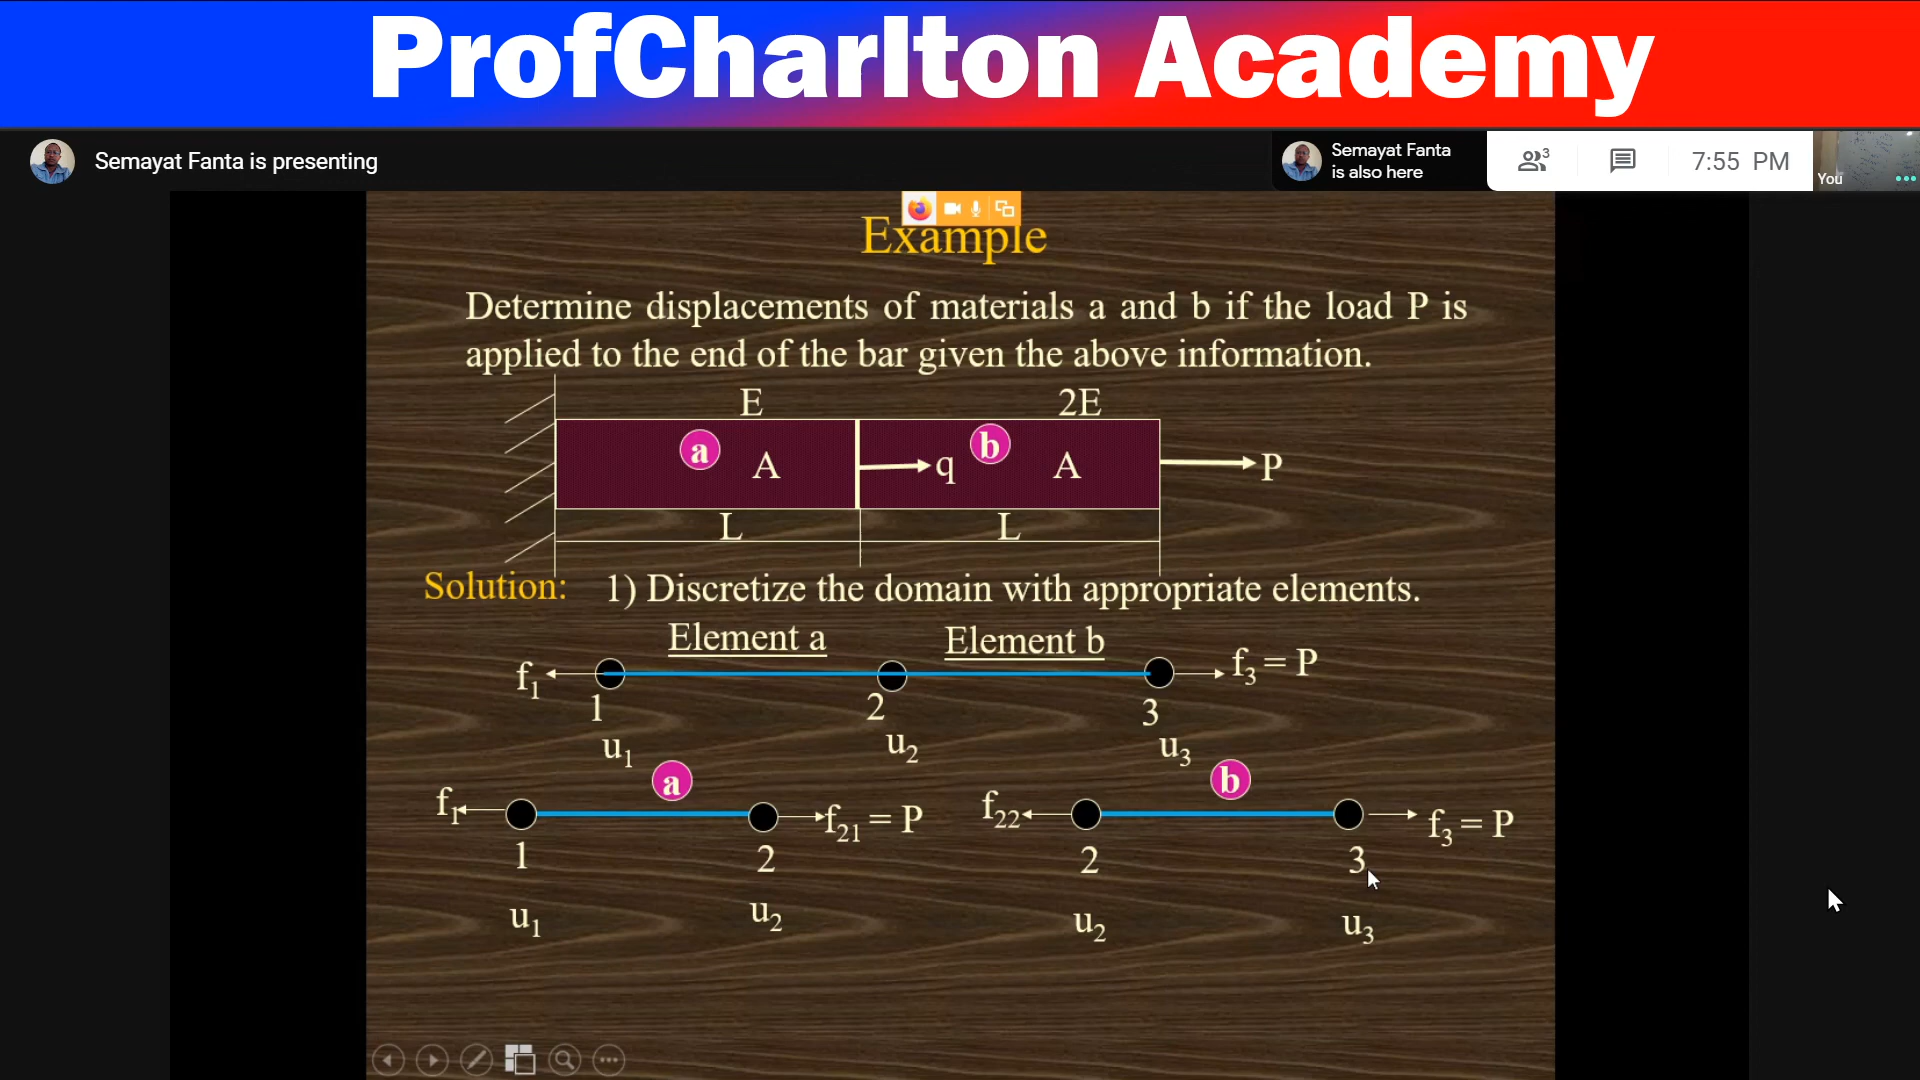 ProfCharlton Academy
Semayat Fanta is presenting
Semayat Fanta
is also here
3
7:55 PM
You
Example
Determine displacements of materials a and b if the load P is
applied to the end of the bar given the above information.
E 2E
a A q b A P
L L
Solution: 1) Discretize the domain with appropriate elements.
Element a Element b
f₁ f₃ = P
1 2 3
u₁ u₂ u₃
a b
f₁ f₂₁ = P f₂₂ f₃ = P
1 2 2 3
u₁ u₂ u₂ u₃